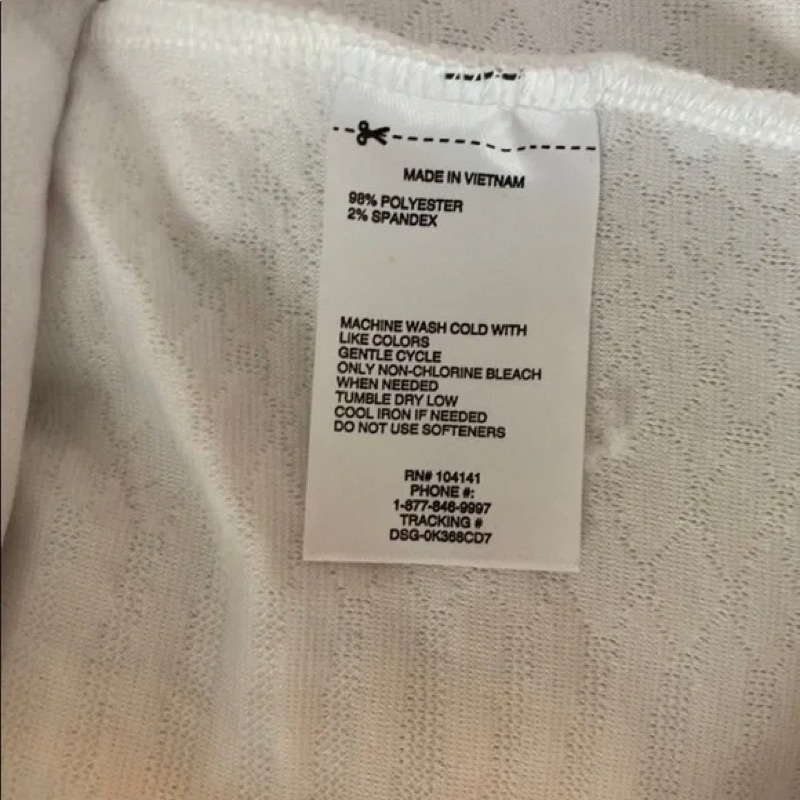 MADE IN VIETNAM
98% POLYESTER
2% SPANDEX
MACHINE WASH COLD WITH
LIKE COLORS
GENTLE CYCLE
ONLY NON-CHLORINE BLEACH
WHEN NEEDED
TUMBLE DRY LOW
COOL IRON IF NEEDED
DO NOT USE SOFTENERS
RN# 104141
PHONE #:
1-877-846-9997
TRACKING #
DSG-0K368CD7